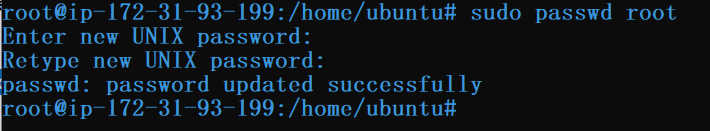 root@ip-172-31-93-199:/home/ubuntu# sudo passwd root
Enter new UNIX password:
Retype new UNIX password:
passwd: password updated successfully
root@ip-172-31-93-199:/home/ubuntu#